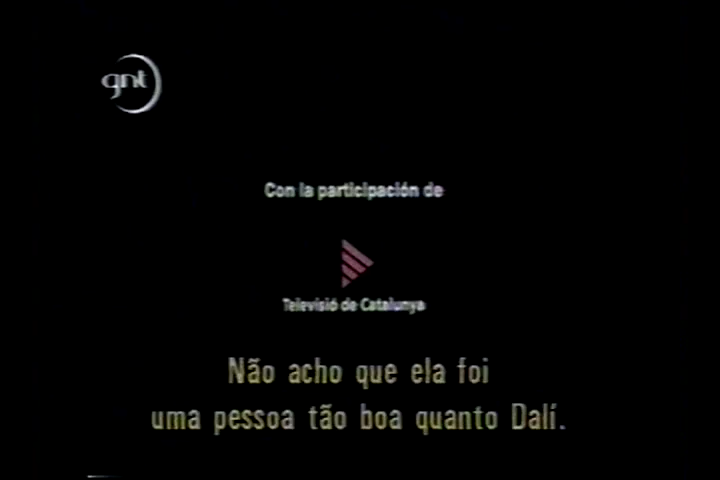 gnt
Con la participación de
Televisió de Catalunya
Não acho que ela foi
uma pessoa tão boa quanto Dalí.